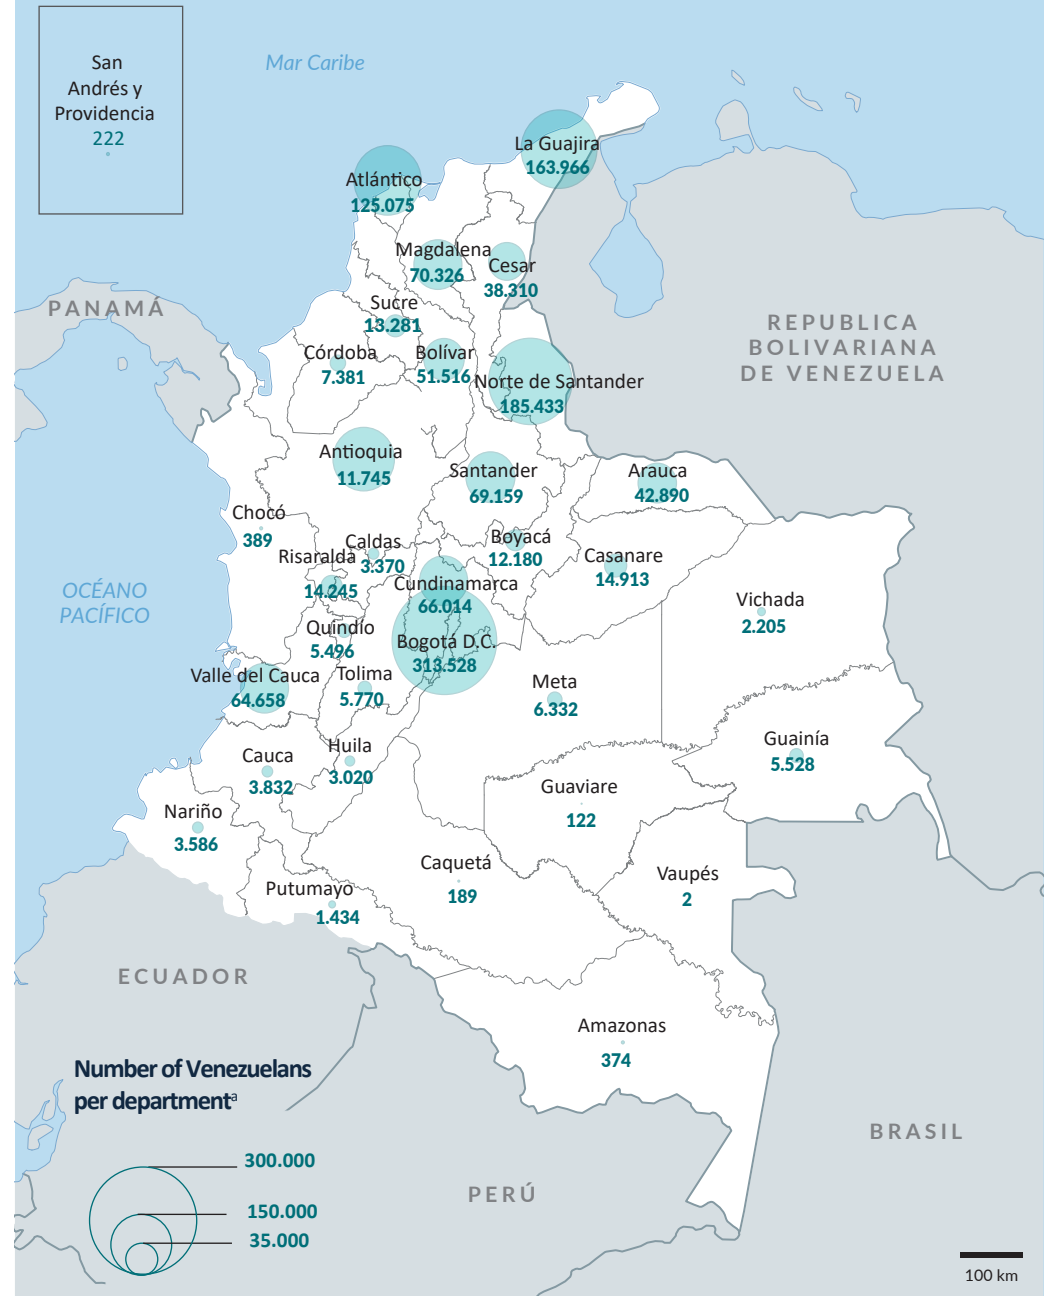 San
Andrés y
Providencia
222
Mar Caribe
La Guajira
163.966
Atlántico
125.075
Magdalena
70.326
Cesar
38.310
PANAMÁ
Sucre
13.281
REPUBLICA
BOLIVARIANA
DE VENEZUELA
Córdoba
7.381
Bolívar
51.516
Norte de Santander
185.433
Antioquia
11.745
Santander
69.159
Arauca
42.890
Chocó
389
Caldas
3.370
Boyacá
12.180
Risaralda
14.245
Casanare
14.913
Cundinamarca
66.014
OCÉANO
PACÍFICO
Vichada
2.205
Quindío
5.496
Bogotá D.C.
313.528
Valle del Cauca
64.658
Tolima
5.770
Meta
6.332
Guainía
5.528
Huila
3.020
Cauca
3.832
Guaviare
122
Nariño
3.586
Caquetá
189
Vaupés
2
Putumayo
1.434
ECUADOR
Amazonas
374
Number of Venezuelans
per departmentᵃ
300.000
150.000
35.000
BRASIL
PERÚ
100 km